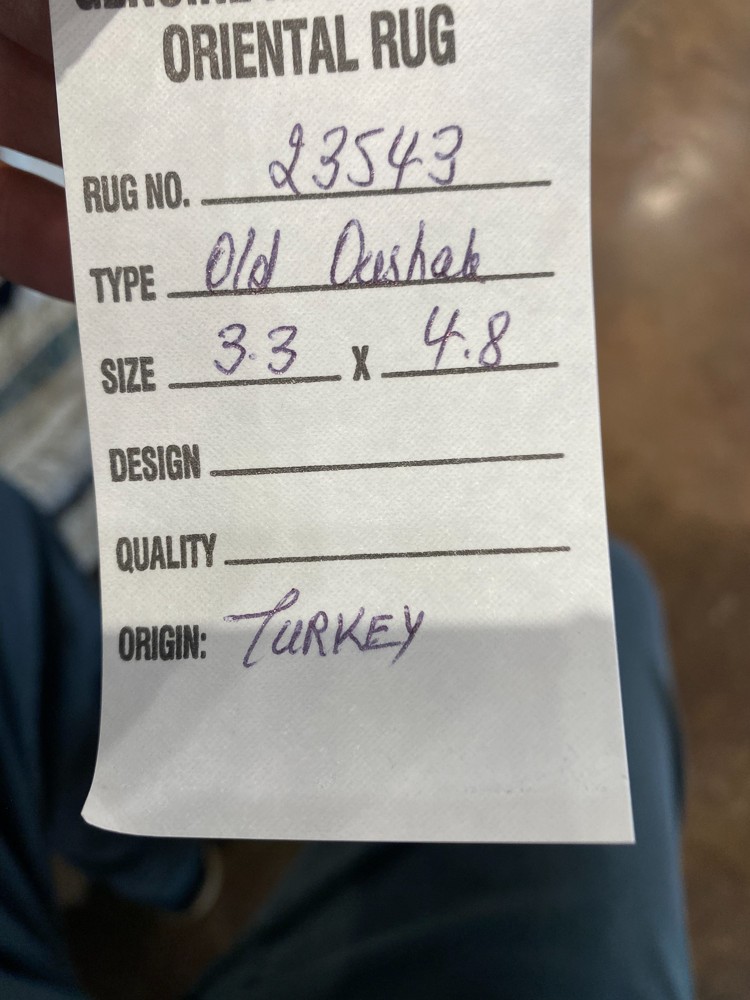 ORIENTAL RUG
RUG NO. 23543
TYPE Old Oushak
SIZE 3.3 X 4.8
DESIGN
QUALITY
ORIGIN: TURKEY